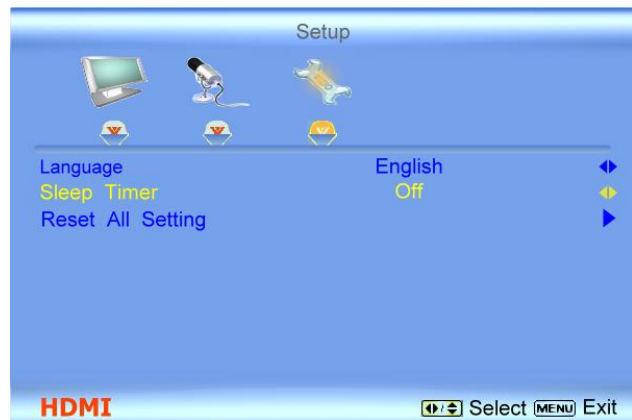 Setup
Language English
Sleep Timer Off
Reset All Setting
HDMI Select MENU Exit